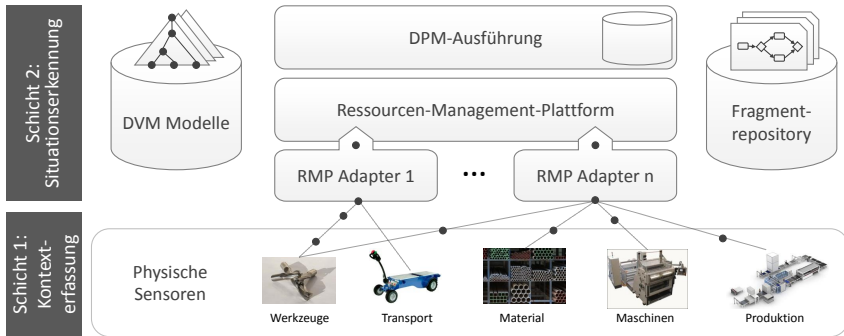 Schicht 2:
Situationserkennung
DVM Modelle
DPM-Ausführung
Ressourcen-Management-Plattform
Fragment-
repository
RMP Adapter 1
...
RMP Adapter n
Schicht 1:
Kontext-
erfassung
Physische
Sensoren
Werkzeuge
Transport
Material
Maschinen
Produktion